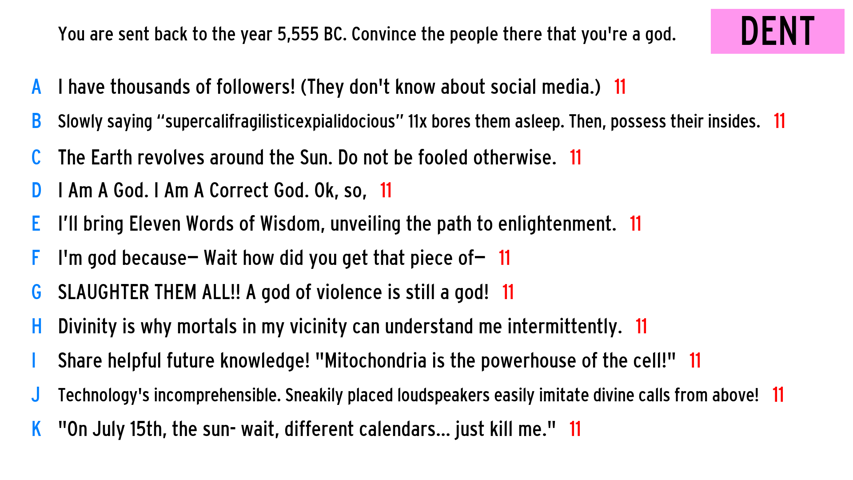 You are sent back to the year 5,555 BC. Convince the people there that you're a god.
DENT
A I have thousands of followers! (They don't know about social media.) 11
B Slowly saying “supercalifragilisticexpialidocious” 11x bores them asleep. Then, possess their insides. 11
C The Earth revolves around the Sun. Do not be fooled otherwise. 11
D I Am A God. I Am A Correct God. Ok, so, 11
E I’ll bring Eleven Words of Wisdom, unveiling the path to enlightenment. 11
F I'm god because— Wait how did you get that piece of— 11
G SLAUGHTER THEM ALL!! A god of violence is still a god! 11
H Divinity is why mortals in my vicinity can understand me intermittently. 11
I Share helpful future knowledge! "Mitochondria is the powerhouse of the cell!" 11
J Technology's incomprehensible. Sneakily placed loudspeakers easily imitate divine calls from above! 11
K "On July 15th, the sun- wait, different calendars... just kill me." 11